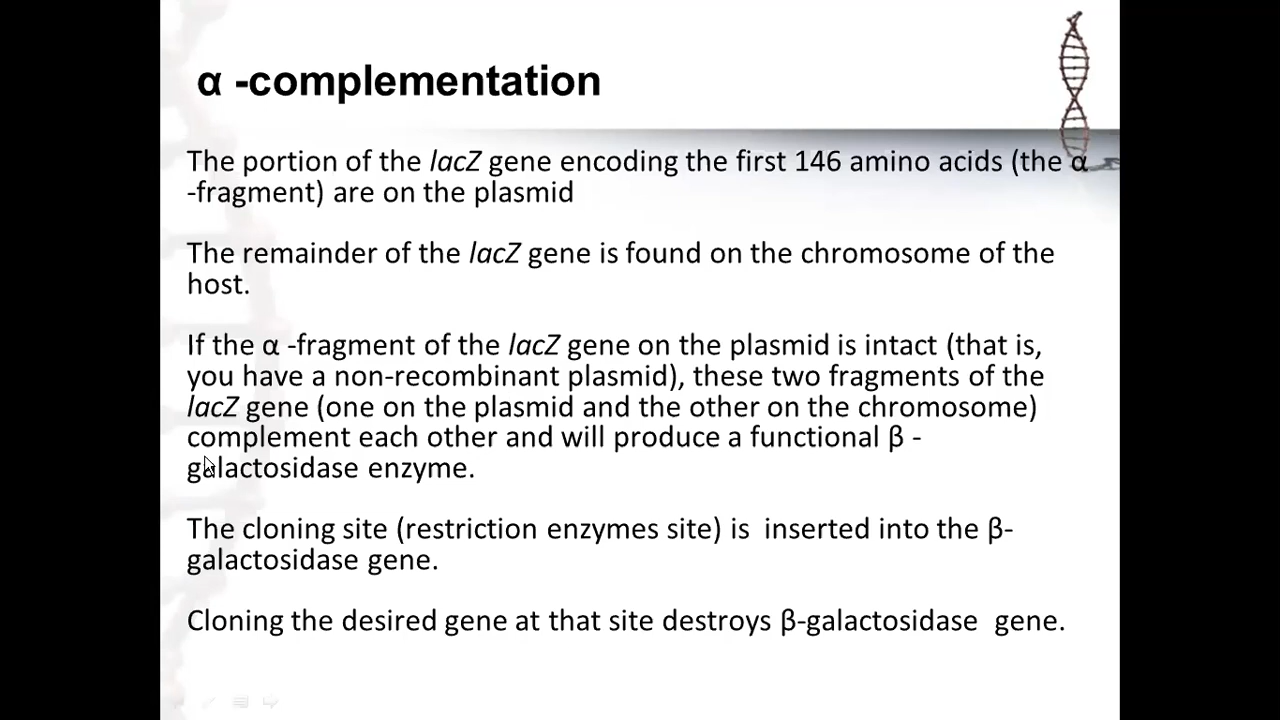 α -complementation
The portion of the lacZ gene encoding the first 146 amino acids (the α
-fragment) are on the plasmid
The remainder of the lacZ gene is found on the chromosome of the
host.
If the α -fragment of the lacZ gene on the plasmid is intact (that is,
you have a non-recombinant plasmid), these two fragments of the
lacZ gene (one on the plasmid and the other on the chromosome)
complement each other and will produce a functional β -
galactosidase enzyme.
The cloning site (restriction enzymes site) is  inserted into the β-
galactosidase gene.
Cloning the desired gene at that site destroys β-galactosidase  gene.